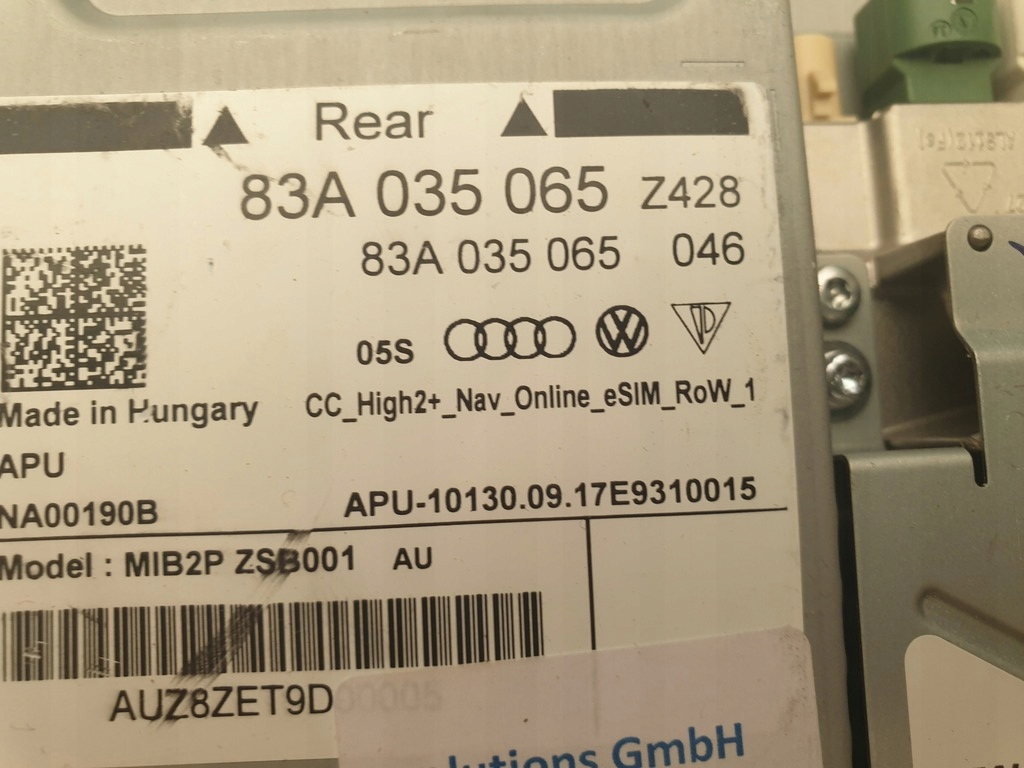 Rear
83A 035 065 Z428
83A 035 065 046
05S
CC_High2+_Nav_Online_eSIM_RoW_1
Made in Hungary
APU
NA00190B
APU-10130.09.17E9310015
Model : MIB2P ZSB001 AU
AUZ8ZET9D
GmbH